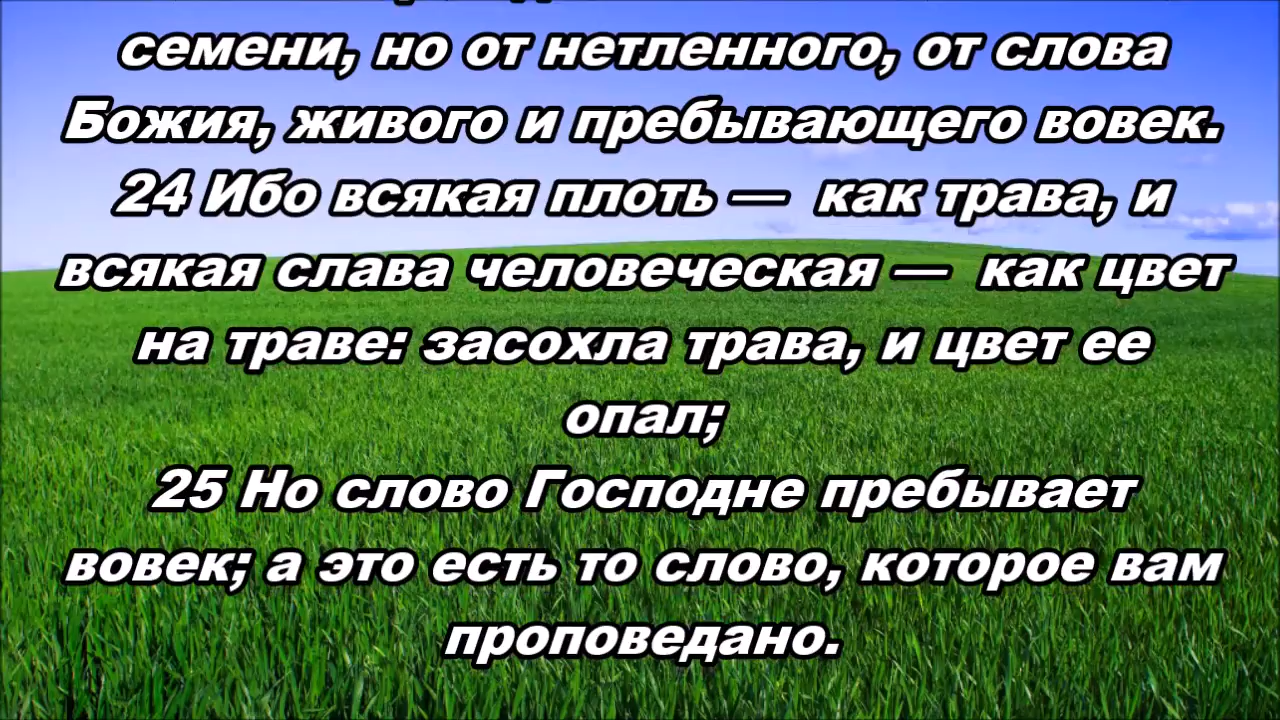 семени, но от нетленного, от слова
Божия, живого и пребывающего вовек.
24 Ибо всякая плоть — как трава, и
всякая слава человеческая — как цвет
на траве: засохла трава, и цвет ее
опал;
25 Но слово Господне пребывает
вовек; а это есть то слово, которое вам
проповедано.